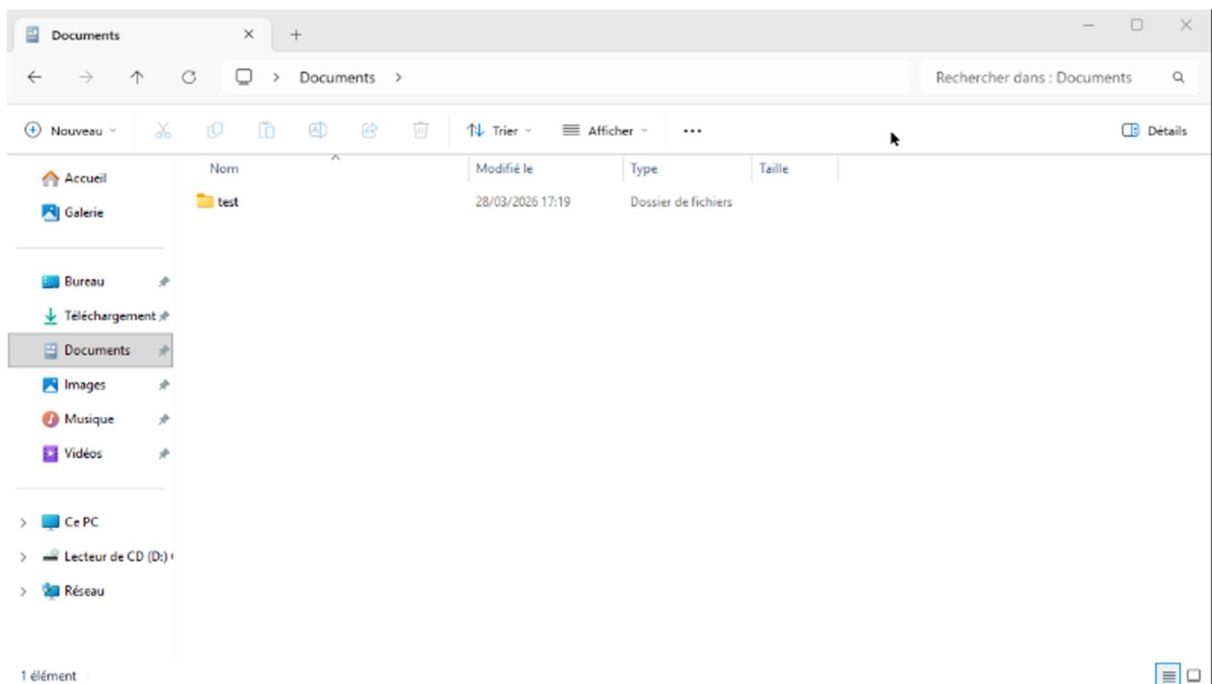 Documents
Documents
Rechercher dans : Documents
Nouveau Trier Afficher Détails
Nom Modifié le Type Taille
test 28/03/2026 17:19 Dossier de fichiers
Accueil
Galerie
Bureau
Téléchargement
Documents
Images
Musique
Vidéos
Ce PC
Lecteur de CD (D:)
Réseau
1 élément